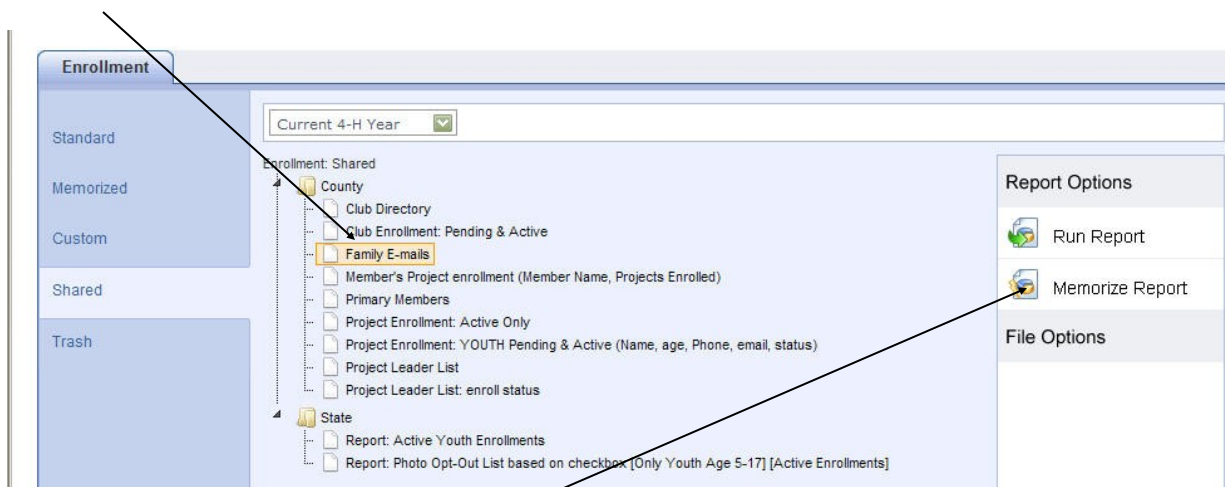 Enrollment
Standard
Memorized
Custom
Shared
Trash
Current 4-H Year
Enrollment: Shared
County
Club Directory
Club Enrollment: Pending & Active
Family E-mails
Member's Project enrollment (Member Name, Projects Enrolled)
Primary Members
Project Enrollment: Active Only
Project Enrollment: YOUTH Pending & Active (Name, age, Phone, email, status)
Project Leader List
Project Leader List: enroll status
State
Report: Active Youth Enrollments
Report: Photo Opt-Out List based on checkbox [Only Youth Age 5-17] [Active Enrollments]
Report Options
Run Report
Memorize Report
File Options